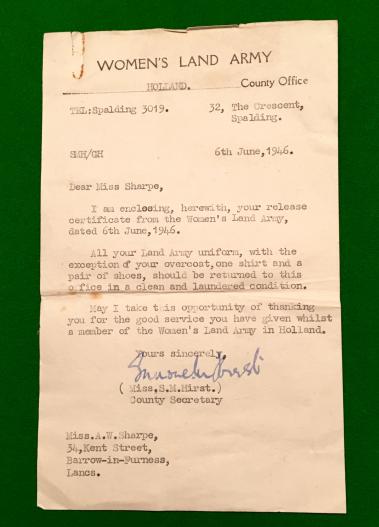 WOMEN'S LAND ARMY
HOLLAND. County Office
TEL:Spalding 3019. 32, The Crescent,
Spalding.
SMH/GH 6th June,1946.
Dear Miss Sharpe,
I am enclosing, herewith, your release
certificate from the Women's Land Army,
dated 6th June,1946.
All your Land Army uniform, with the
exception of your overcoat,one shirt and a
pair of shoes, should be returned to this
office in a clean and laundered condition.
May I take this opportunity of thanking
you for the good service you have given whilst
a member of the Women's Land Army in Holland.
Yours sincerely,
( Miss.S.M.Hirst.)
County Secretary
Miss.A.W.Sharpe,
34,Kent Street,
Barrow-in-Furness,
Lancs.